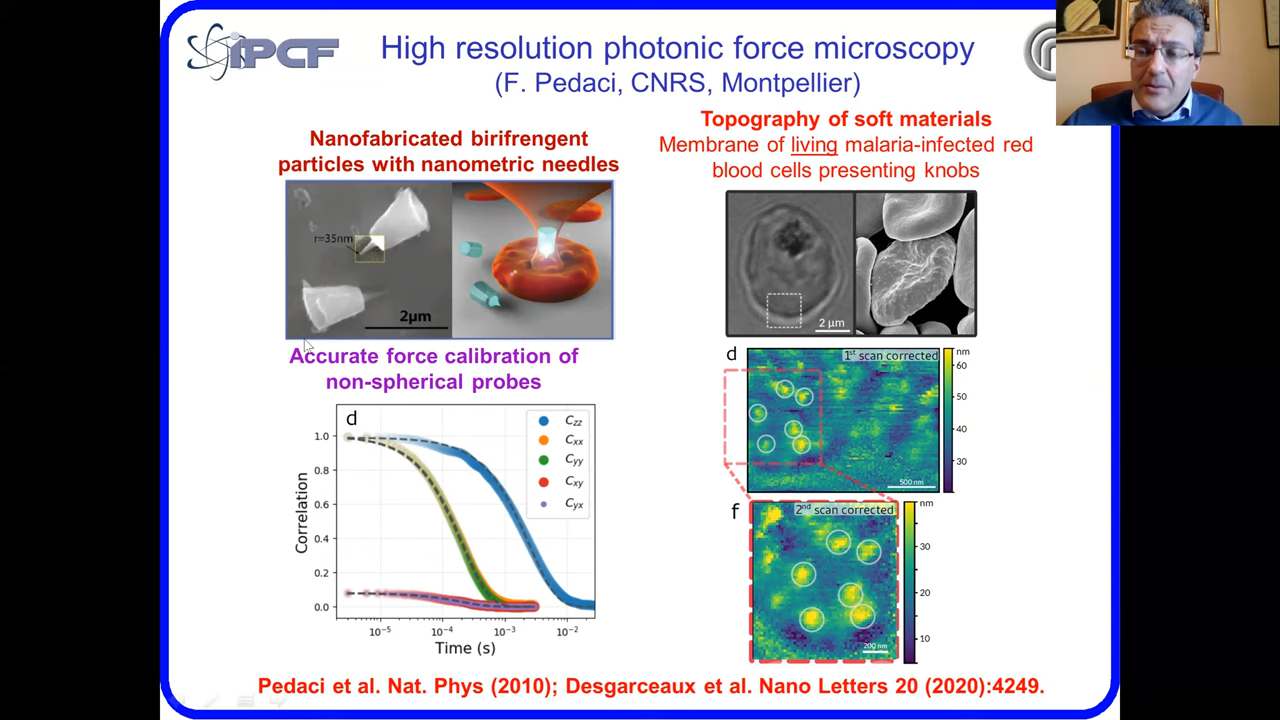 iPCF
High resolution photonic force microscopy
(F. Pedaci, CNRS, Montpellier)
Nanofabricated birifrengent
particles with nanometric needles
r=35nm
2µm
Accurate force calibration of
non-spherical probes
d
Correlation
1.0
0.8
0.6
0.4
0.2
0.0
10⁻⁵
10⁻⁴
10⁻³
10⁻²
Time (s)
Czz
Cxx
Cyy
Cxy
Cyx
Topography of soft materials
Membrane of living malaria-infected red
blood cells presenting knobs
2 µm
d
1st scan corrected
500 nm
nm
60
50
40
30
f
2nd scan corrected
200 nm
nm
30
20
10
Pedaci et al. Nat. Phys (2010); Desgarceaux et al. Nano Letters 20 (2020):4249.